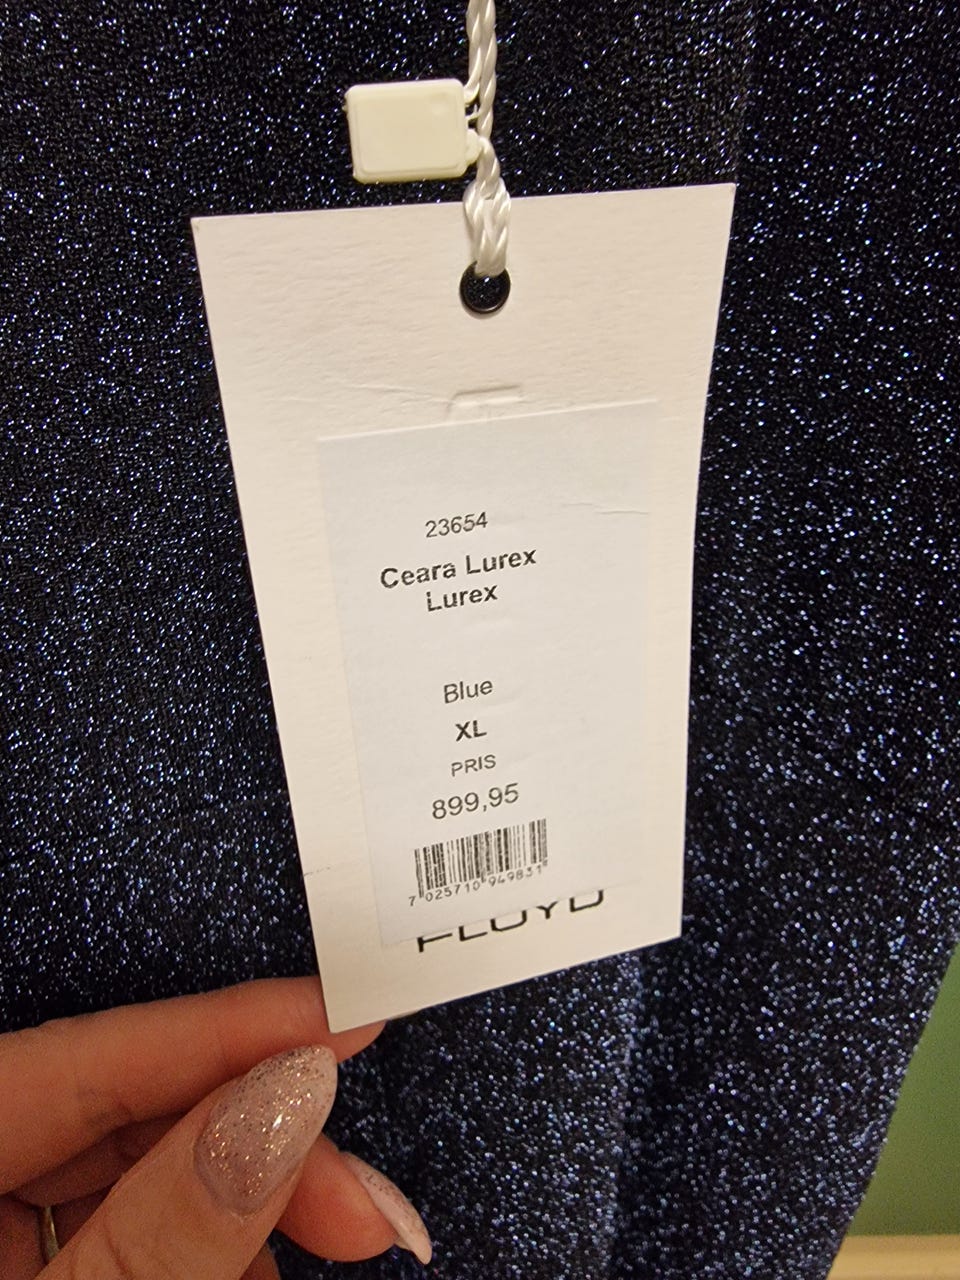 23654
Ceara Lurex
Lurex
Blue
XL
PRIS
899,95
7 025710 949831
FLOYD